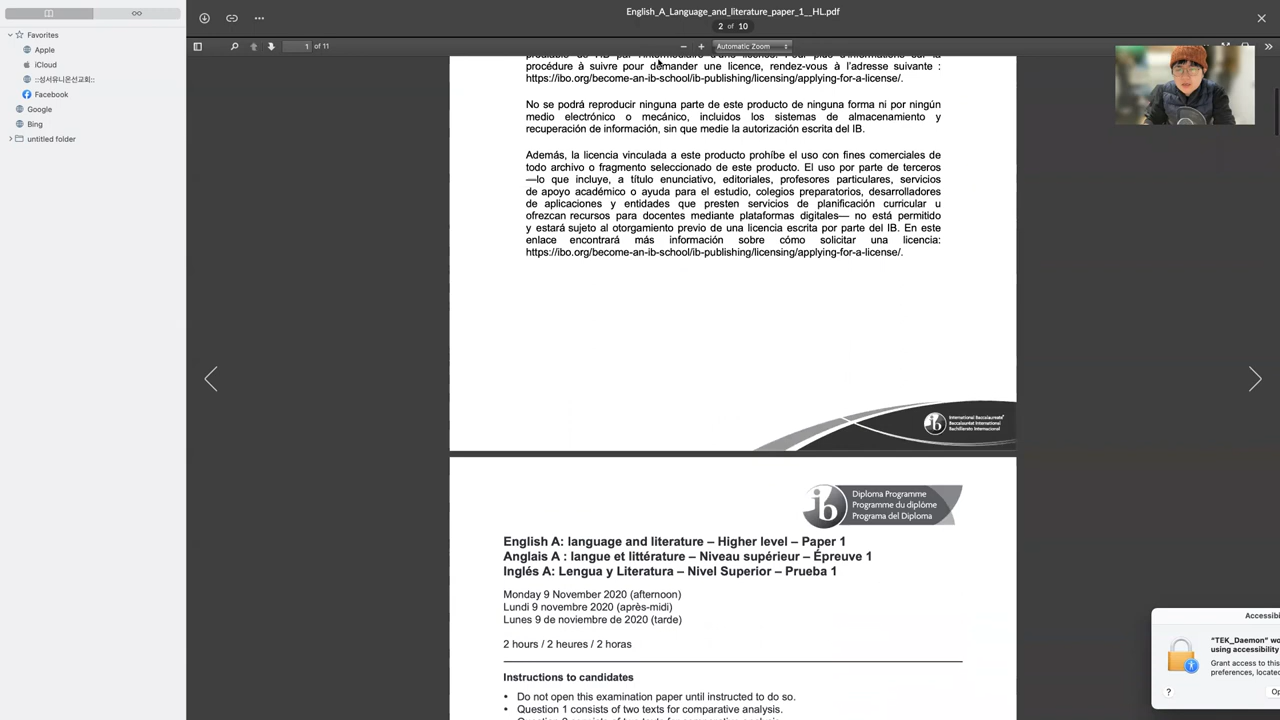 English_A_Language_and_literature_paper_1__HL.pdf
2 of 10
Favorites
Apple
iCloud
::성서유니온선교회::
Facebook
Google
Bing
untitled folder
1 of 11
Automatic Zoom
procédure à suivre pour demander une licence, rendez-vous à l'adresse suivante :
https://ibo.org/become-an-ib-school/ib-publishing/licensing/applying-for-a-license/.
No se podrá reproducir ninguna parte de este producto de ninguna forma ni por ningún
medio electrónico o mecánico, incluidos los sistemas de almacenamiento y
recuperación de información, sin que medie la autorización escrita del IB.
Además, la licencia vinculada a este producto prohíbe el uso con fines comerciales de
todo archivo o fragmento seleccionado de este producto. El uso por parte de terceros
—lo que incluye, a título enunciativo, editoriales, profesores particulares, servicios
de apoyo académico o ayuda para el estudio, colegios preparatorios, desarrolladores
de aplicaciones y entidades que presten servicios de planificación curricular u
ofrezcan recursos para docentes mediante plataformas digitales— no está permitido
y estará sujeto al otorgamiento previo de una licencia escrita por parte del IB. En este
enlace encontrará más información sobre cómo solicitar una licencia:
https://ibo.org/become-an-ib-school/ib-publishing/licensing/applying-for-a-license/.
International Baccalaureate
Baccalauréat International
Bachillerato Internacional
Diploma Programme
Programme du diplôme
Programa del Diploma
English A: language and literature – Higher level – Paper 1
Anglais A : langue et littérature – Niveau supérieur – Épreuve 1
Inglés A: Lengua y Literatura – Nivel Superior – Prueba 1
Monday 9 November 2020 (afternoon)
Lundi 9 novembre 2020 (après-midi)
Lunes 9 de noviembre de 2020 (tarde)
2 hours / 2 heures / 2 horas
Instructions to candidates
• Do not open this examination paper until instructed to do so.
• Question 1 consists of two texts for comparative analysis.
Accessibi
"TEK_Daemon" wo
using accessibility
Grant access to this
preferences, locate
?
Op